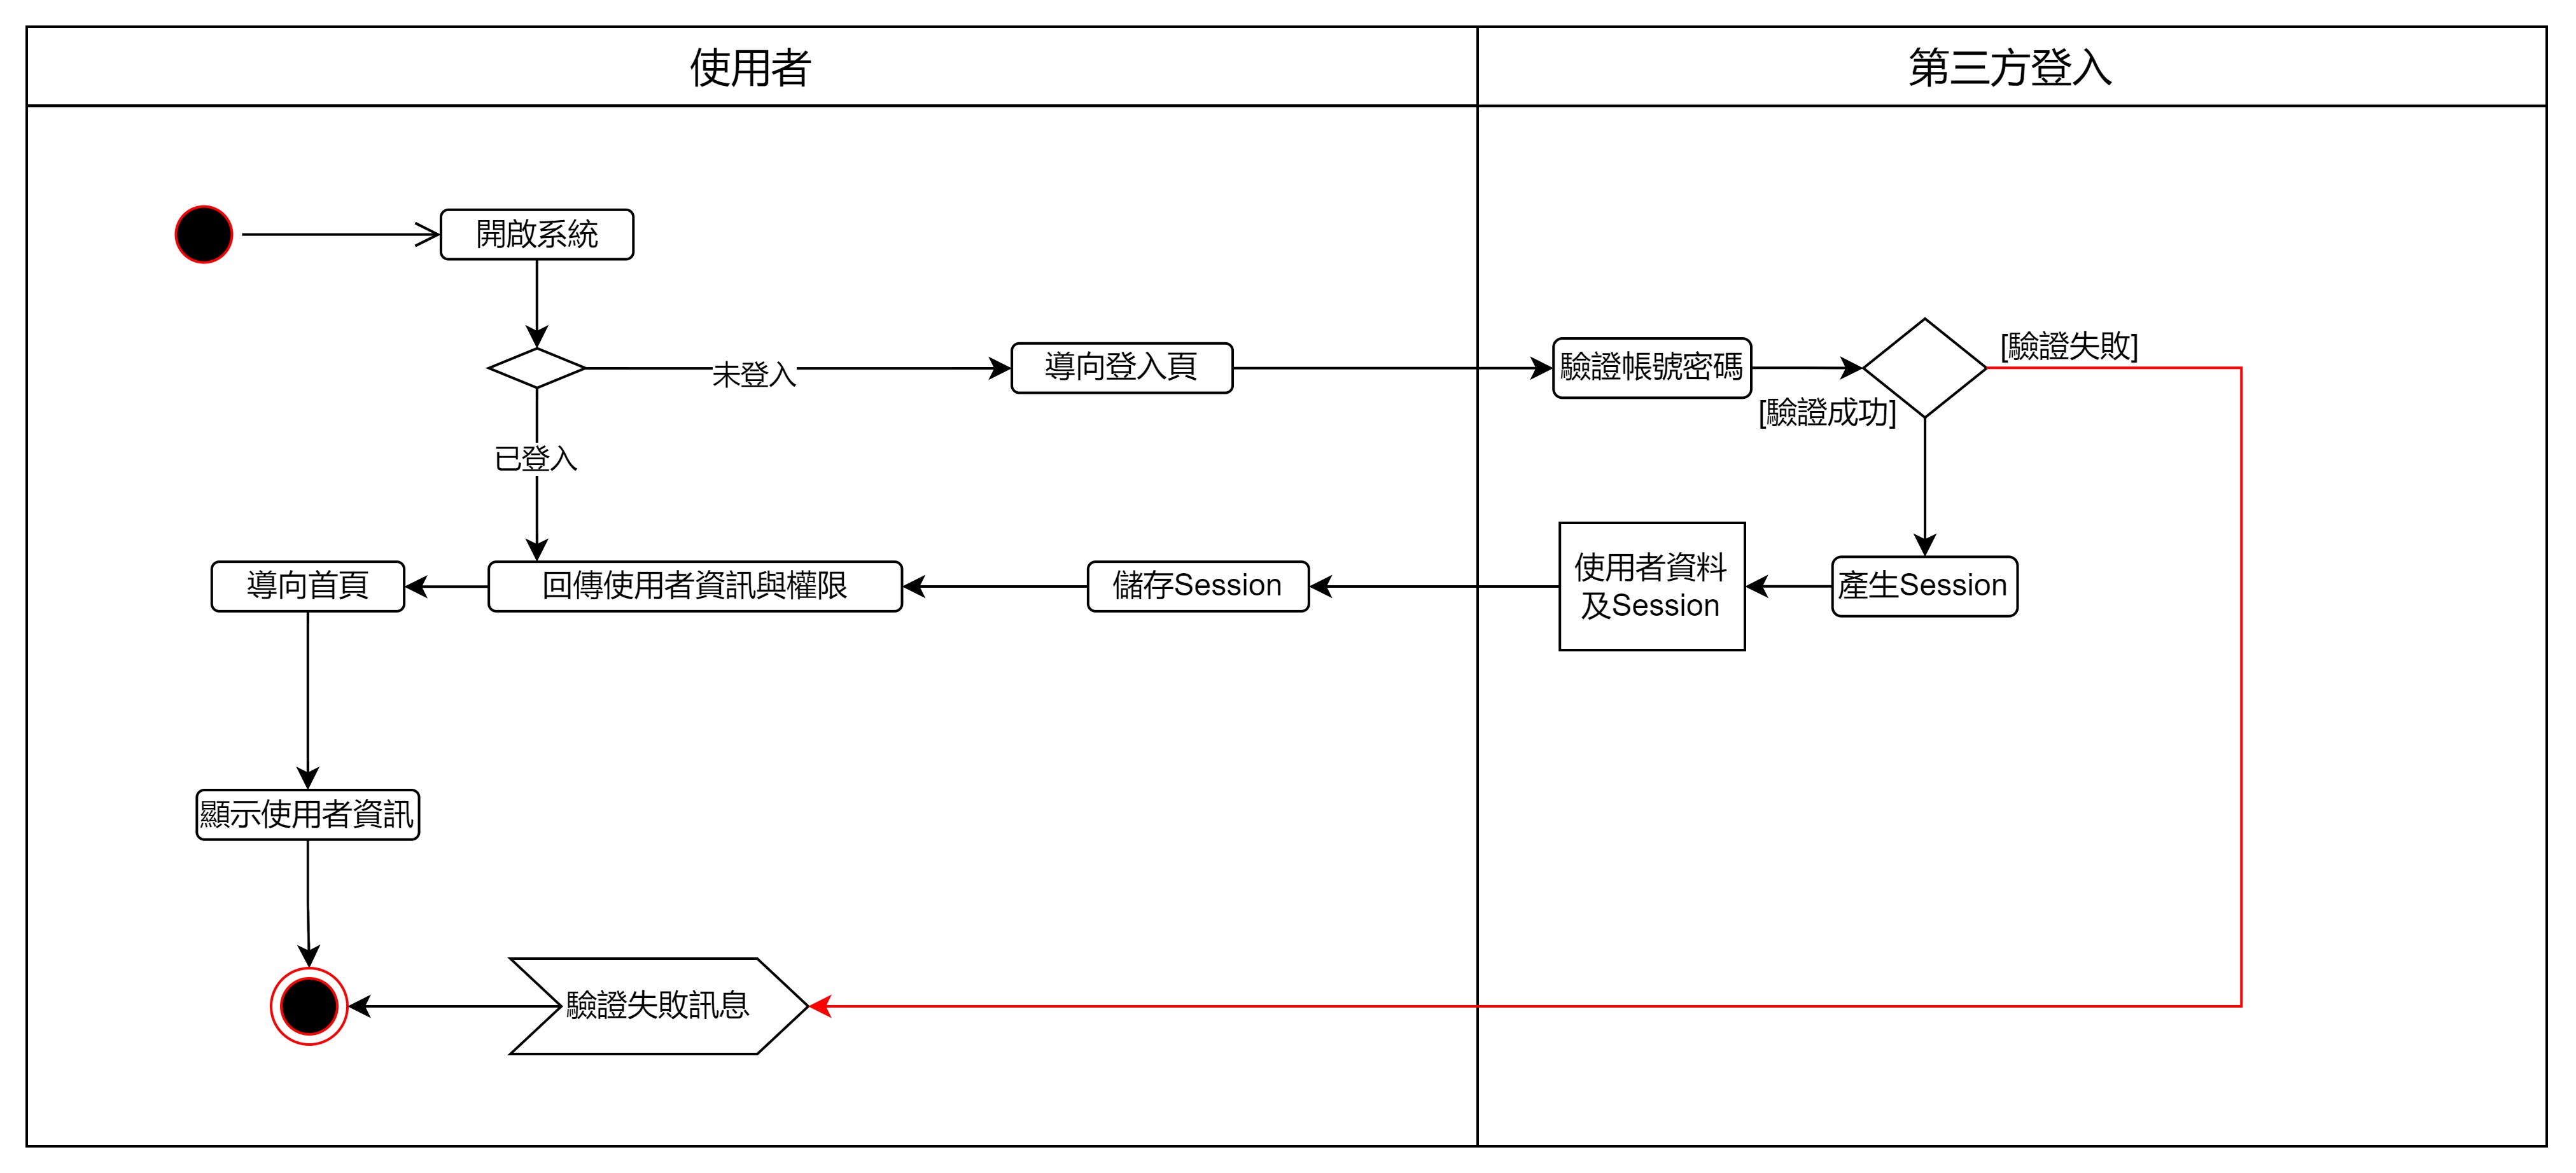 使用者
第三方登入
開啟系統
未登入
導向登入頁
驗證帳號密碼
[驗證失敗]
[驗證成功]
已登入
導向首頁
回傳使用者資訊與權限
儲存Session
使用者資料
及Session
產生Session
顯示使用者資訊
驗證失敗訊息